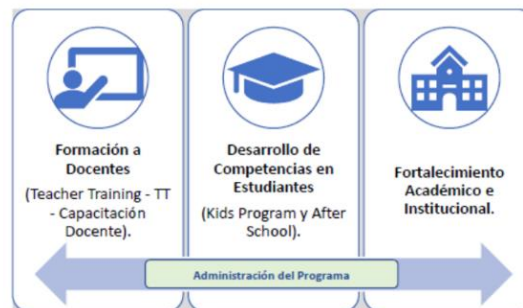 Formación a
Docentes
(Teacher Training - TT
- Capacitación
Docente).
Desarrollo de
Competencias en
Estudiantes
(Kids Program y After
School).
Fortalecimiento
Académico e
Institucional.
Administración del Programa